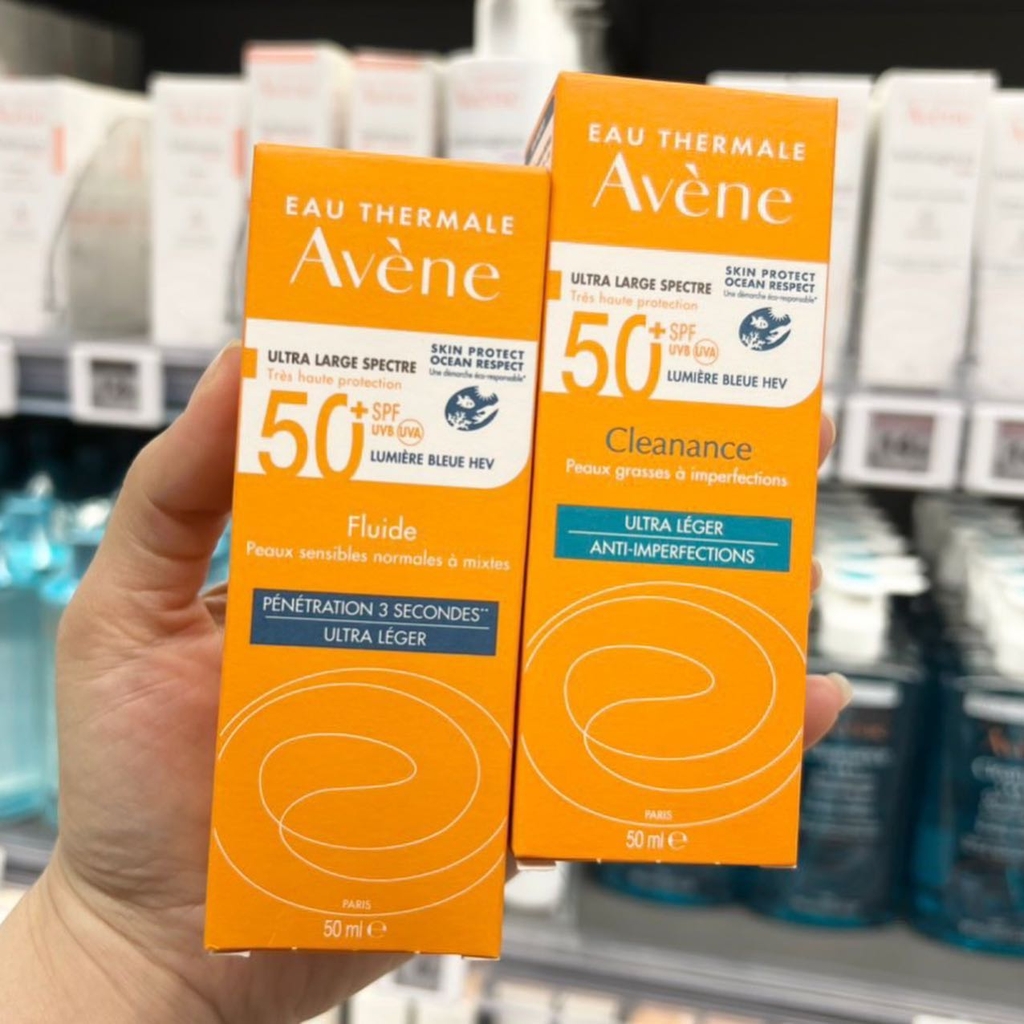 EAU THERMALE
Avène
ULTRA LARGE SPECTRE
Très haute protection
50+ SPF
UVB UVA
LUMIÈRE BLEUE HEV
SKIN PROTECT
OCEAN RESPECT
Une démarche éco-responsable*
Fluide
Peaux sensibles normales à mixtes
PÉNÉTRATION 3 SECONDES**
ULTRA LÉGER
PARIS
50 ml ℮
EAU THERMALE
Avène
ULTRA LARGE SPECTRE
Très haute protection
50+ SPF
UVB UVA
LUMIÈRE BLEUE HEV
SKIN PROTECT
OCEAN RESPECT
Une démarche éco-responsable*
Cleanance
Peaux grasses à imperfections
ULTRA LÉGER
ANTI-IMPERFECTIONS
PARIS
50 ml ℮